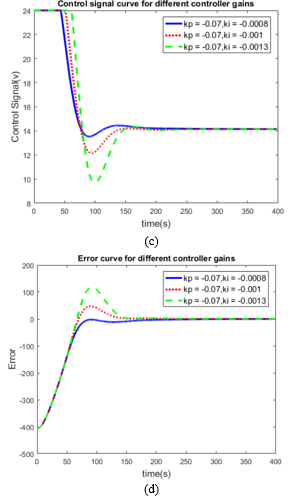 Control signal curve for different controller gains
24
22
20
18
16
14
12
10
8
Control Signal(v)
kp = -0.07,ki = -0.0008
kp = -0.07,ki = -0.001
kp = -0.07,ki = -0.0013
0 50 100 150 200 250 300 350 400
time(s)
(c)
Error curve for different controller gains
200
100
0
-100
-200
-300
-400
-500
Error
kp = -0.07,ki = -0.0008
kp = -0.07,ki = -0.001
kp = -0.07,ki = -0.0013
0 50 100 150 200 250 300 350 400
time(s)
(d)